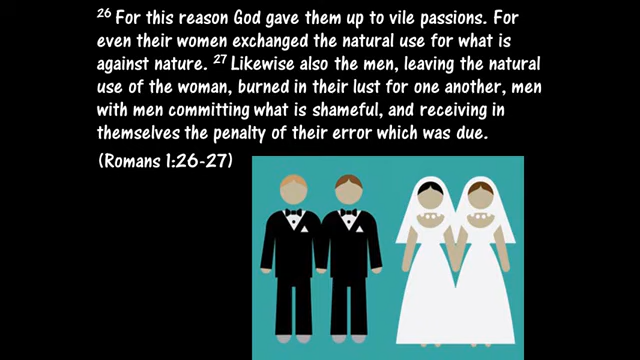 26 For this reason God gave them up to vile passions. For
even their women exchanged the natural use for what is
against nature. 27 Likewise also the men, leaving the natural
use of the woman, burned in their lust for one another, men
with men committing what is shameful, and receiving in
themselves the penalty of their error which was due.
(Romans 1:26-27)